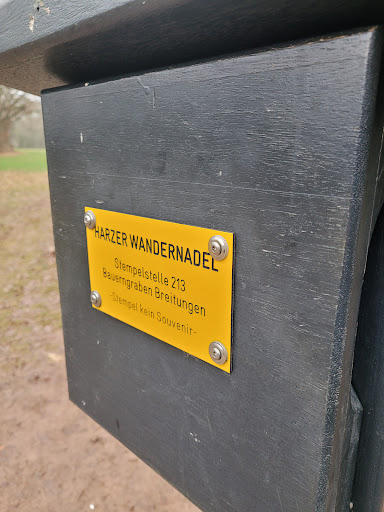 HARZER WANDERNADEL
Stempelstelle 213
Bauerngraben Breitungen
-Stempel kein Souvenir-